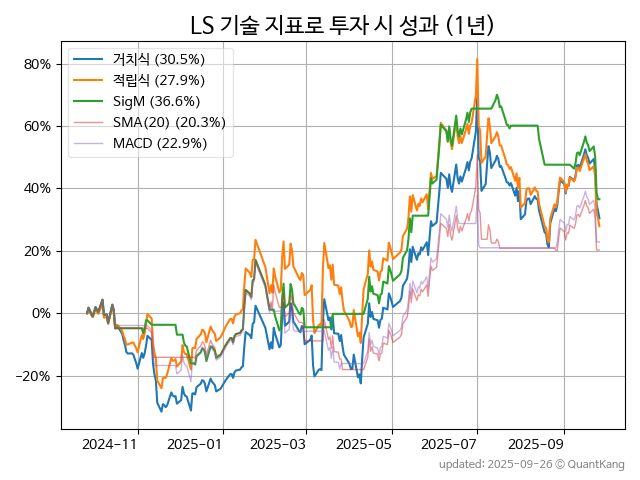 LS 기술 지표로 투자 시 성과 (1년)
거치식 (30.5%)
적립식 (27.9%)
SigM (36.6%)
SMA(20) (20.3%)
MACD (22.9%)
80%
60%
40%
20%
0%
−20%
2024−11
2025−01
2025−03
2025−05
2025−07
2025−09
updated: 2025-09-26 © QuantKang